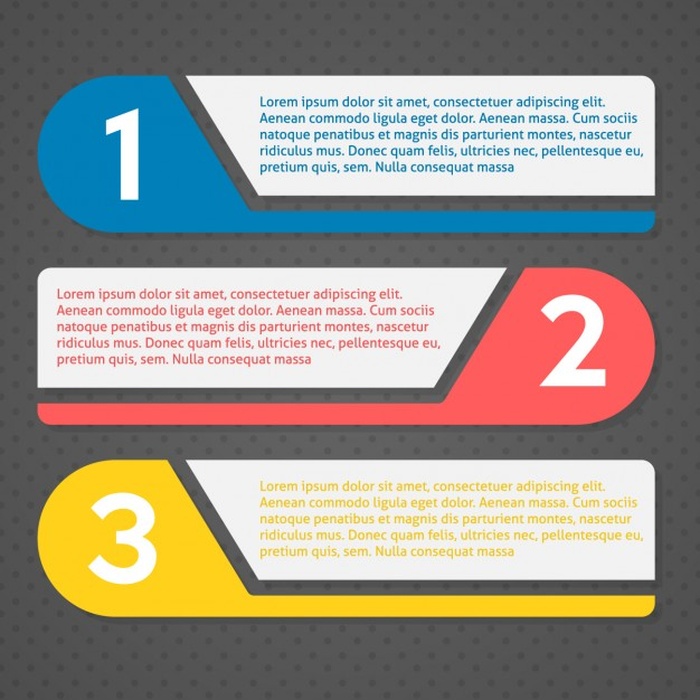 1
Lorem ipsum dolor sit amet, consectetuer adipiscing elit.
Aenean commodo ligula eget dolor. Aenean massa. Cum sociis
natoque penatibus et magnis dis parturient montes, nascetur
ridiculus mus. Donec quam felis, ultricies nec, pellentesque eu,
pretium quis, sem. Nulla consequat massa
Lorem ipsum dolor sit amet, consectetuer adipiscing elit.
Aenean commodo ligula eget dolor. Aenean massa. Cum sociis
natoque penatibus et magnis dis parturient montes, nascetur
ridiculus mus. Donec quam felis, ultricies nec, pellentesque eu,
pretium quis, sem. Nulla consequat massa
2
3
Lorem ipsum dolor sit amet, consectetuer adipiscing elit.
Aenean commodo ligula eget dolor. Aenean massa. Cum sociis
natoque penatibus et magnis dis parturient montes, nascetur
ridiculus mus. Donec quam felis, ultricies nec, pellentesque eu,
pretium quis, sem. Nulla consequat massa